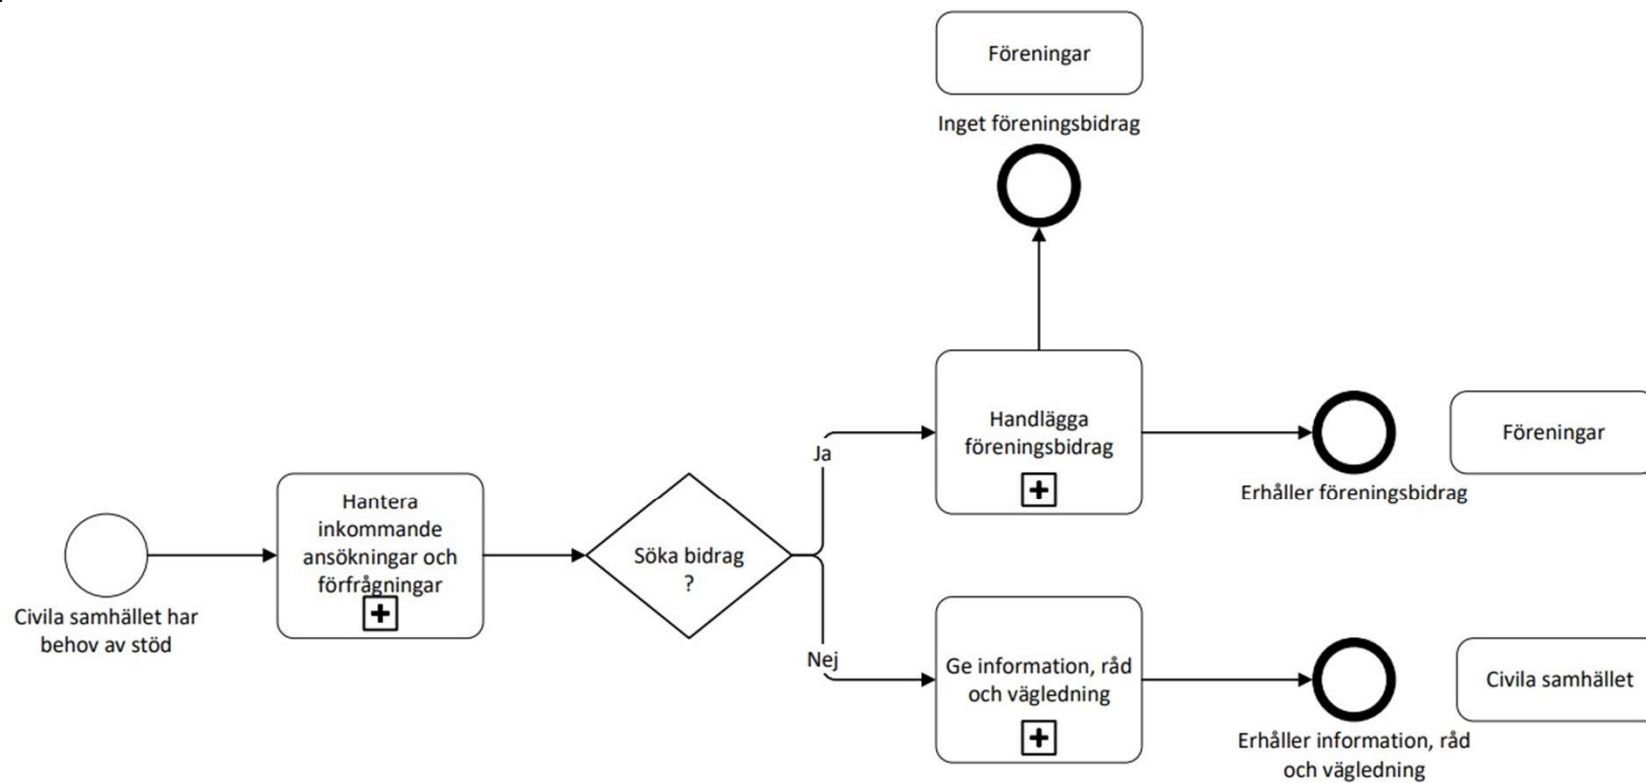 Föreningar
Inget föreningsbidrag
Handlägga
föreningsbidrag
Ja
Erhåller föreningsbidrag
Föreningar
Hantera
inkommande
ansökningar och
förfrågningar
Söka bidrag
?
Civila samhället har
behov av stöd
Nej
Ge information, råd
och vägledning
Civila samhället
Erhåller information, råd
och vägledning